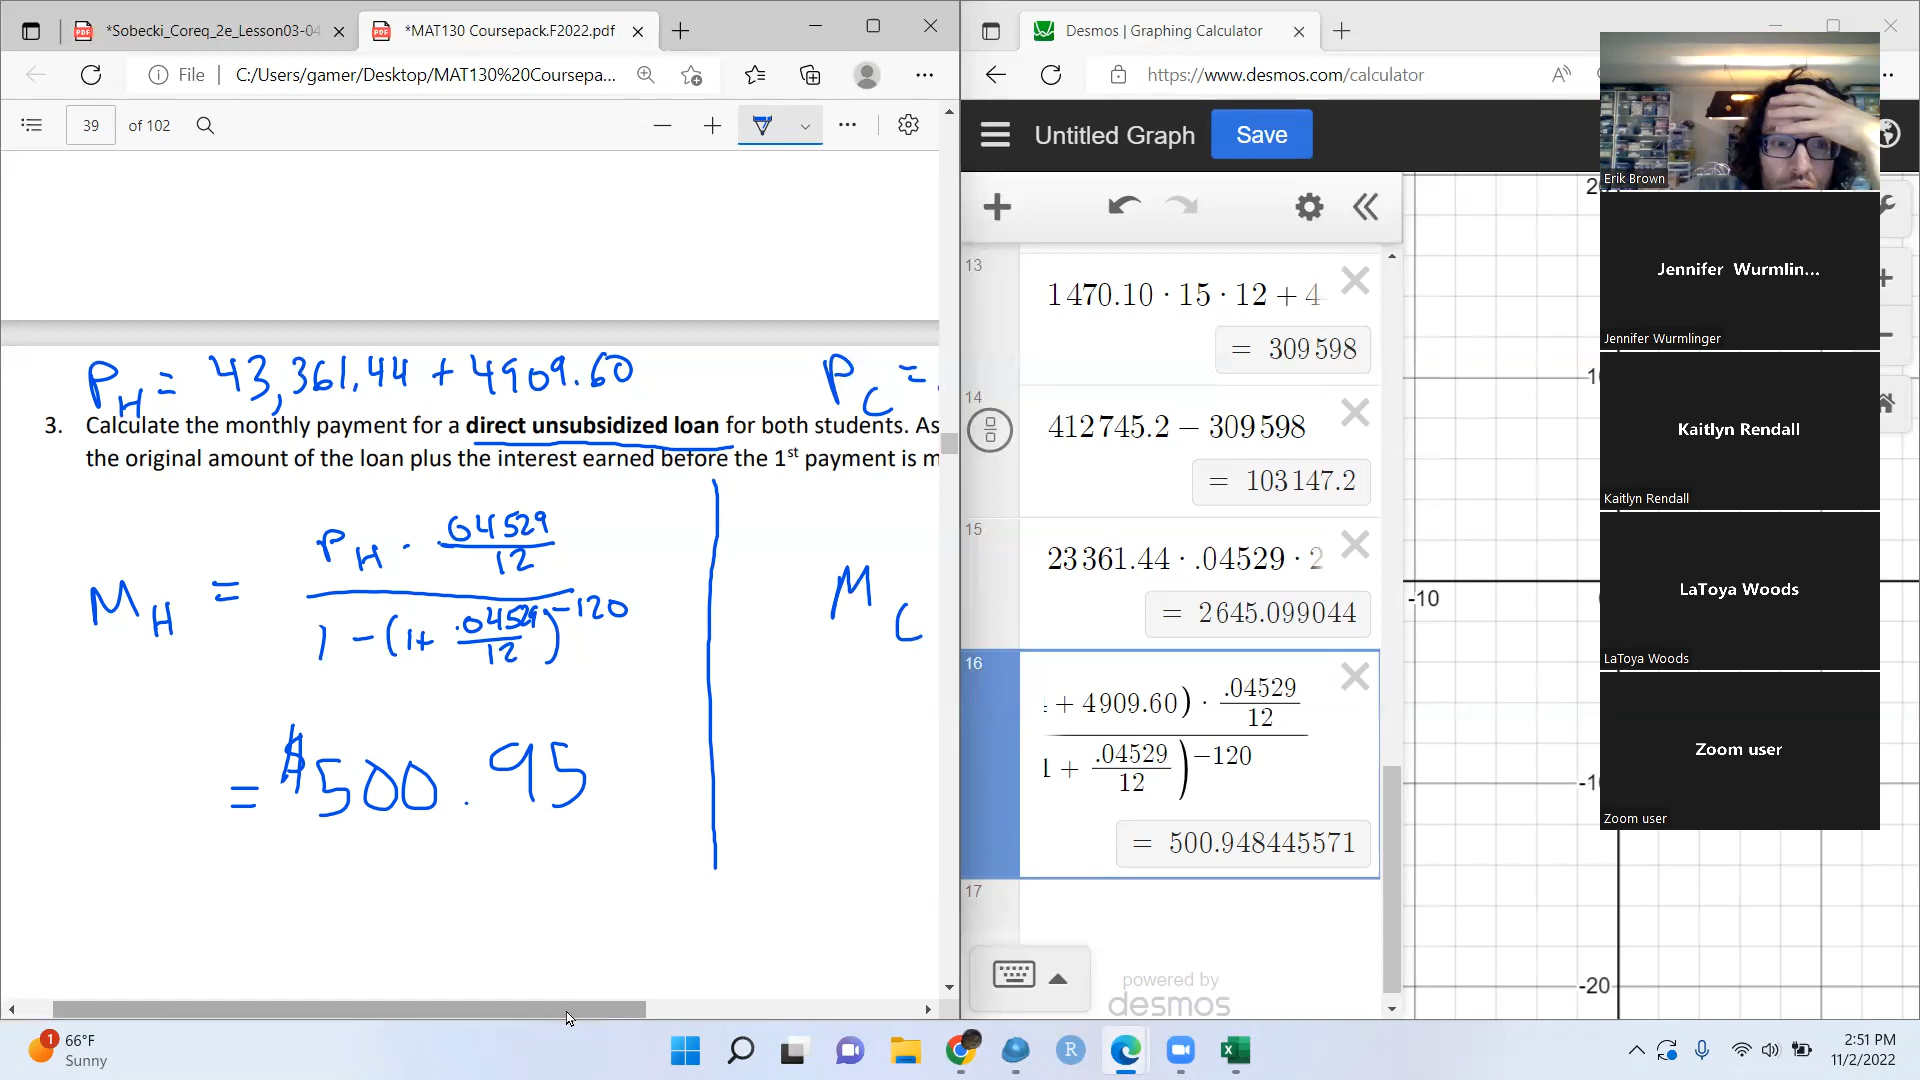 *Sobecki_Coreq_2e_Lesson03-04
*MAT130 Coursepack.F2022.pdf
File
C:/Users/gamer/Desktop/MAT130%20Coursepa...
39
of 102
P_H = 43,361.44 + 4909.60
P_C =
3. Calculate the monthly payment for a direct unsubsidized loan for both students. As
the original amount of the loan plus the interest earned before the 1st payment is m
M_H = (P_H · .04529/12) / (1 - (1 + .04529/12)^-120)
M_C
= $500.95
Desmos | Graphing Calculator
https://www.desmos.com/calculator
Untitled Graph
Save
13
1470.10 · 15 · 12 + 4
= 309598
14
412745.2 − 309598
= 103147.2
15
23361.44 · .04529 · 2
= 2645.099044
16
+ 4909.60) · .04529/12
1 + .04529/12)^−120
= 500.948445571
17
powered by
desmos
-10
-20
Erik Brown
Jennifer Wurmlin...
Jennifer Wurmlinger
Kaitlyn Rendall
Kaitlyn Rendall
LaToya Woods
LaToya Woods
Zoom user
Zoom user
1
66°F
Sunny
R
2:51 PM
11/2/2022